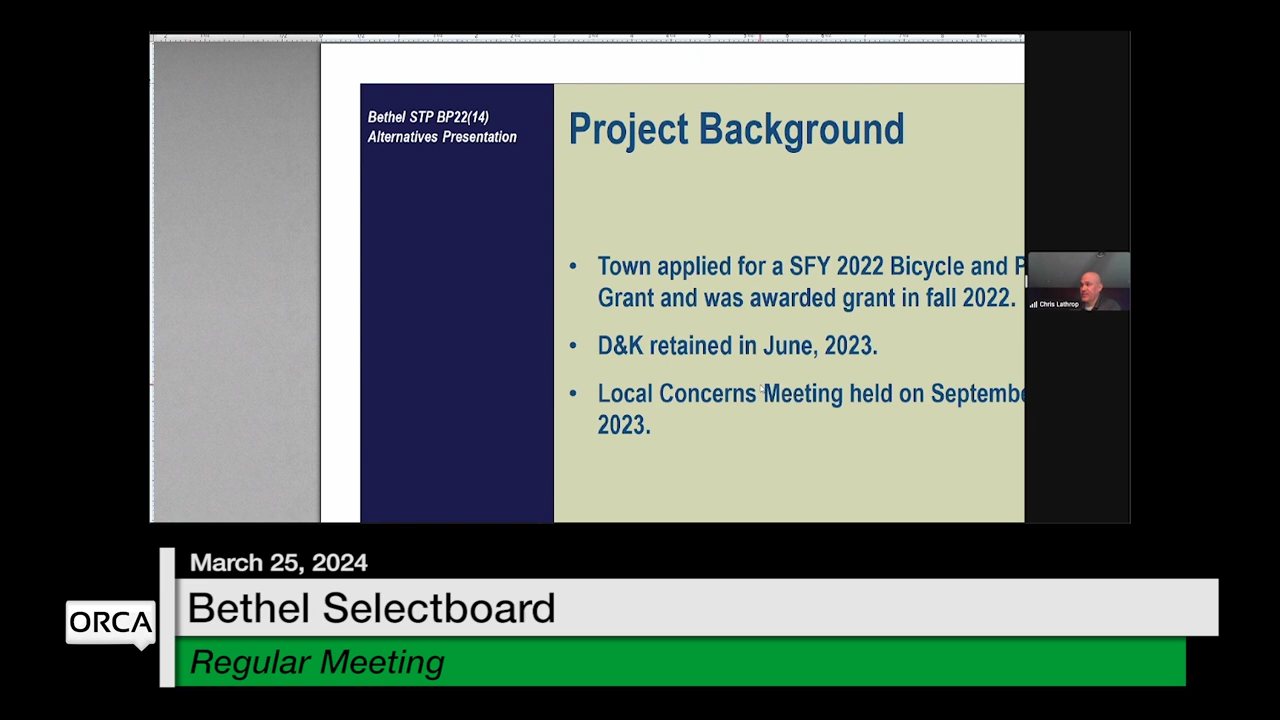 Bethel STP BP22(14)
Alternatives Presentation
Project Background
• Town applied for a SFY 2022 Bicycle and P
Grant and was awarded grant in fall 2022.
• D&K retained in June, 2023.
• Local Concerns Meeting held on Septembe
2023.
Chris Lathrop
March 25, 2024
Bethel Selectboard
ORCA
Regular Meeting